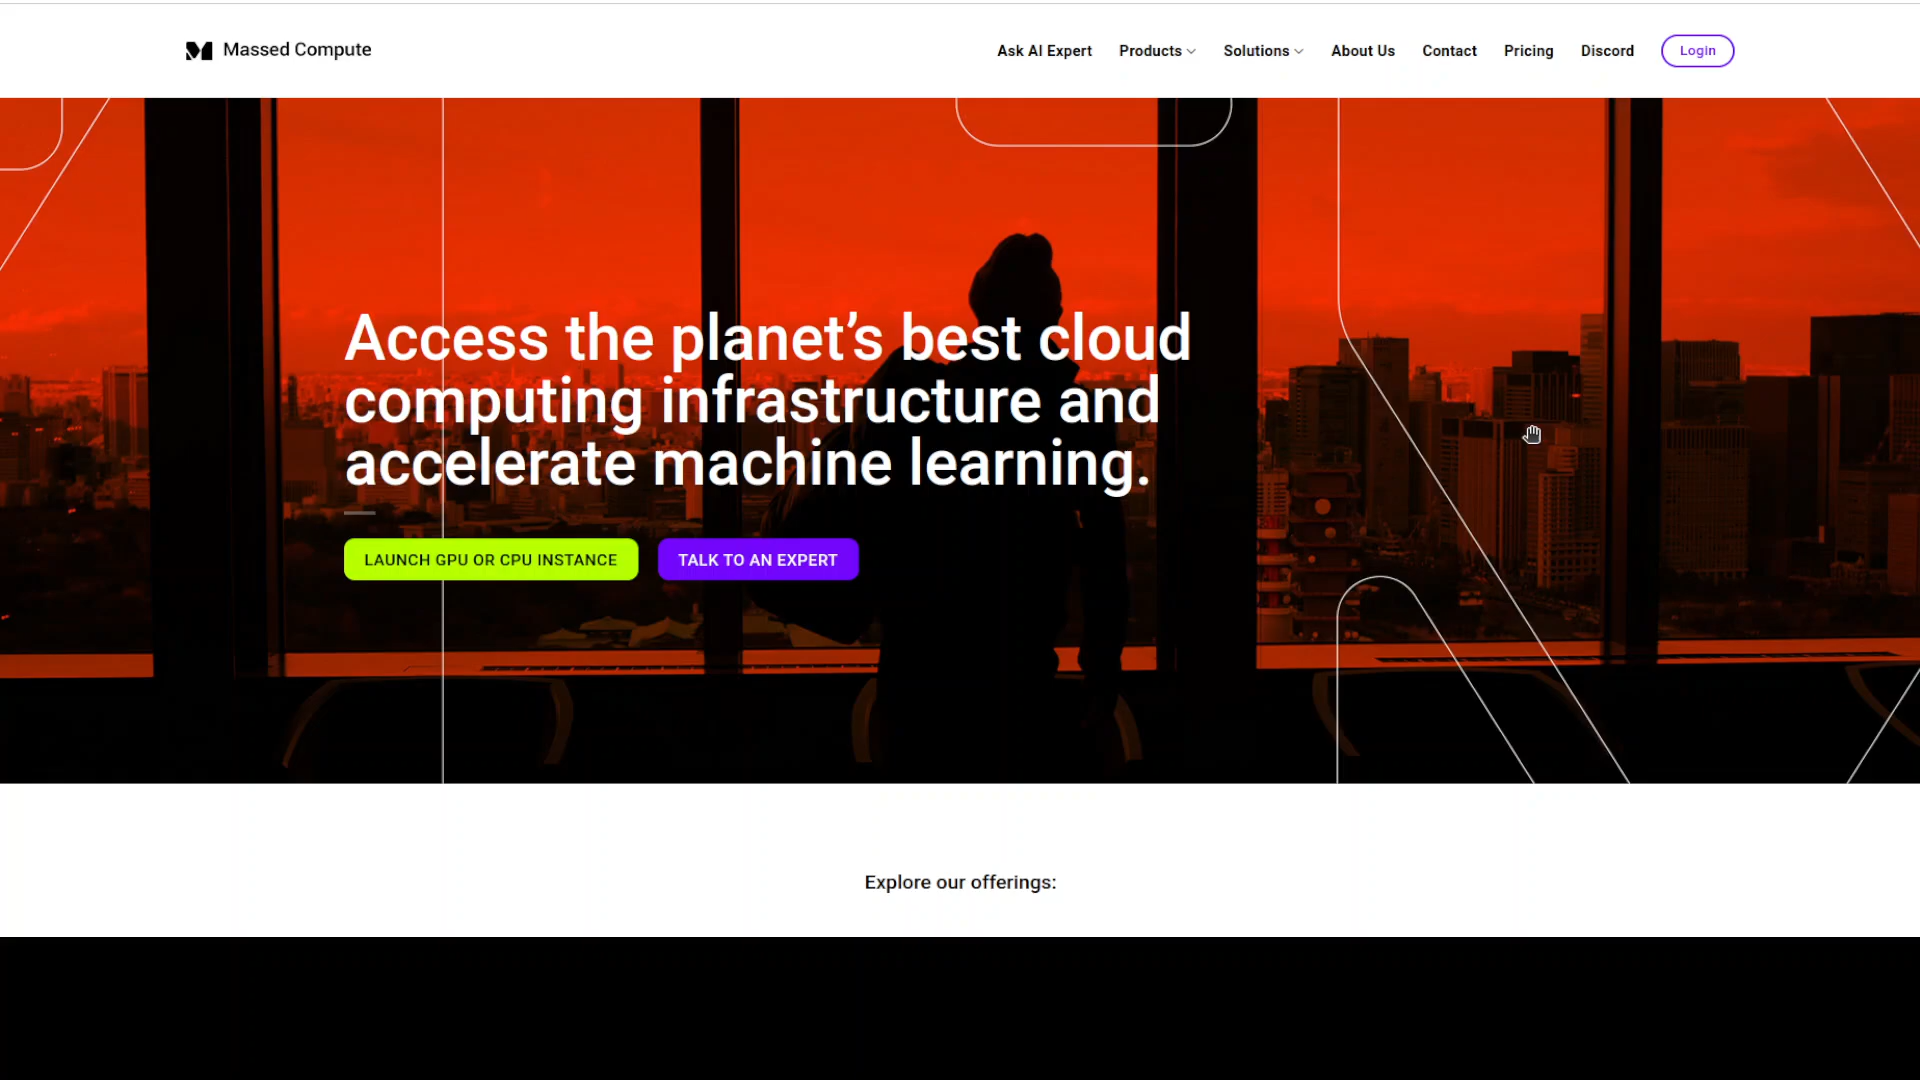 Massed Compute
Ask AI Expert
Products
Solutions
About Us
Contact
Pricing
Discord
Login
Access the planet’s best cloud
computing infrastructure and
accelerate machine learning.
LAUNCH GPU OR CPU INSTANCE
TALK TO AN EXPERT
Explore our offerings: